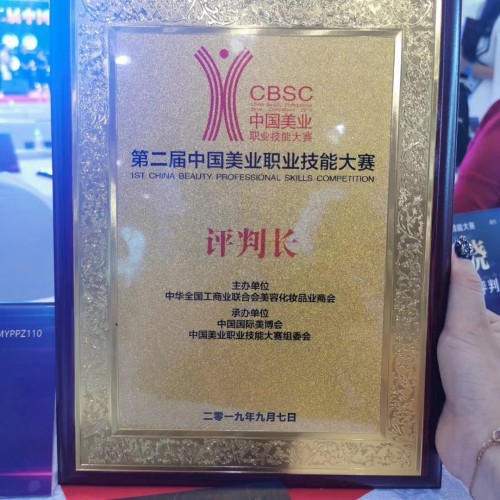 CBSC
中国美业
职业技能大赛
第二届中国美业职业技能大赛
1ST CHINA BEAUTY PROFESSIONAL SKILLS COMPETITION
评判长
主办单位
中华全国工商业联合会美容化妆品业商会
承办单位
中国国际美博会
中国美业职业技能大赛组委会
二零一九年九月七日
MYPPZ110